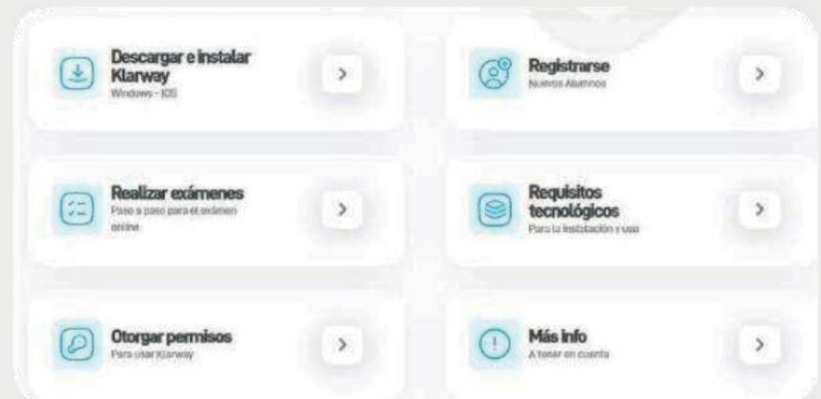 Descargar e instalar
Klarway
Windows - IOS
Registrarse
Nuevos Alumnos
Realizar exámenes
Paso a paso para el exámen
online
Requisitos
tecnológicos
Para la instalación y uso
Otorgar permisos
Para usar Klarway
Más info
A tener en cuenta